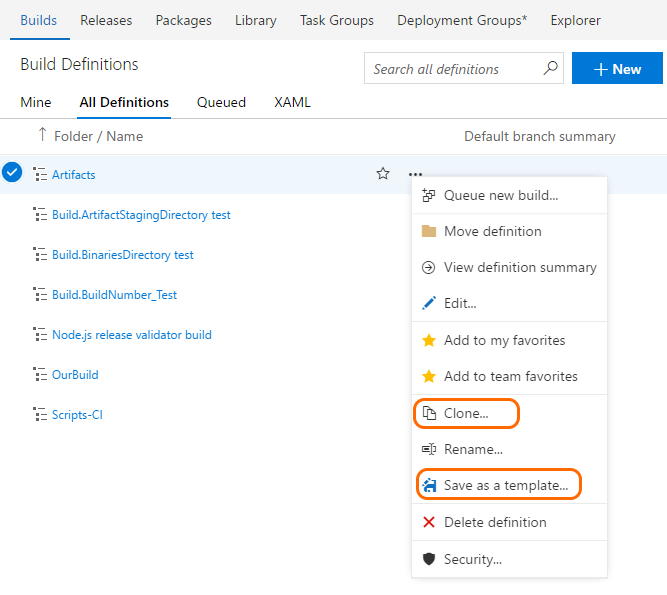 Builds Releases Packages Library Task Groups Deployment Groups* Explorer
Build Definitions
Search all definitions
+ New
Mine All Definitions Queued XAML
↑ Folder / Name Default branch summary
Artifacts ...
Build.ArtifactStagingDirectory test
Build.BinariesDirectory test
Build.BuildNumber_Test
Node.js release validator build
OurBuild
Scripts-CI
Queue new build...
Move definition
View definition summary
Edit...
Add to my favorites
Add to team favorites
Clone...
Rename...
Save as a template...
Delete definition
Security...